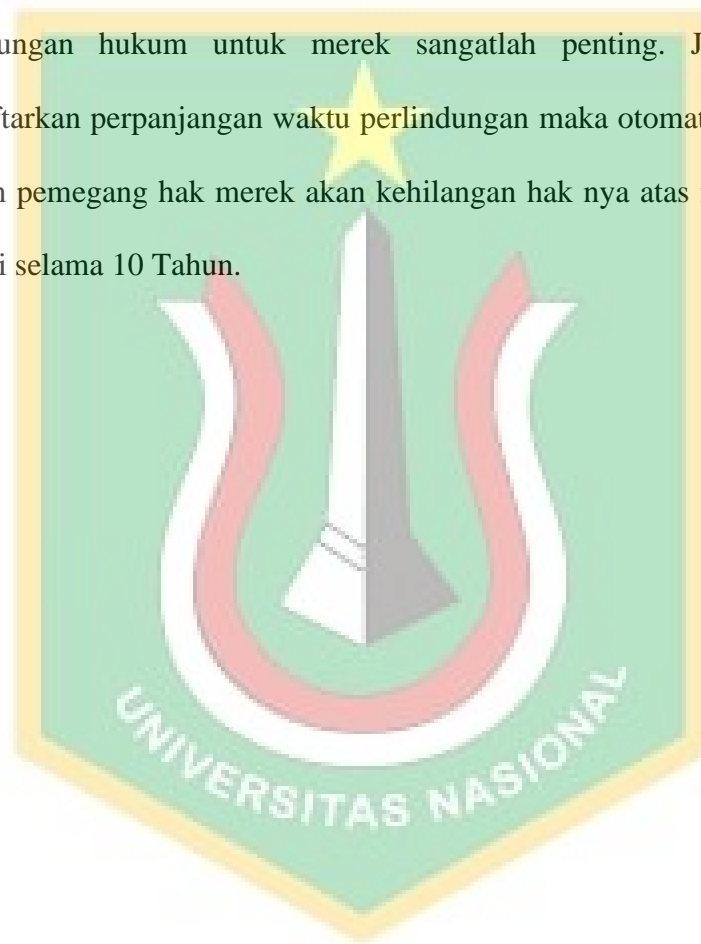 ungan hukum untuk merek sangatlah penting. J
ftarkan perpanjangan waktu perlindungan maka otomat
pemegang hak merek akan kehilangan hak nya atas
i selama 10 Tahun.
UNIVERSITAS NASIONAL